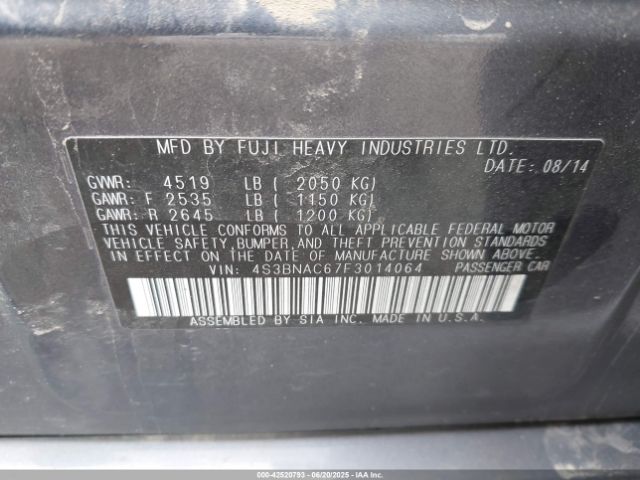 MFD BY FUJI HEAVY INDUSTRIES LTD.
DATE: 08/14
GVWR: 4519 LB ( 2050 KG)
GAWR: F 2535 LB ( 1150 KG)
GAWR: R 2645 LB ( 1200 KG)
THIS VEHICLE CONFORMS TO ALL APPLICABLE FEDERAL MOTOR
VEHICLE SAFETY, BUMPER, AND THEFT PREVENTION STANDARDS
IN EFFECT ON THE DATE OF MANUFACTURE SHOWN ABOVE.
VIN: 4S3BNAC67F3014064 PASSENGER CAR
ASSEMBLED BY SIA INC. MADE IN U.S.A.
000-42520793 - 06/20/2025 - IAAI.COM